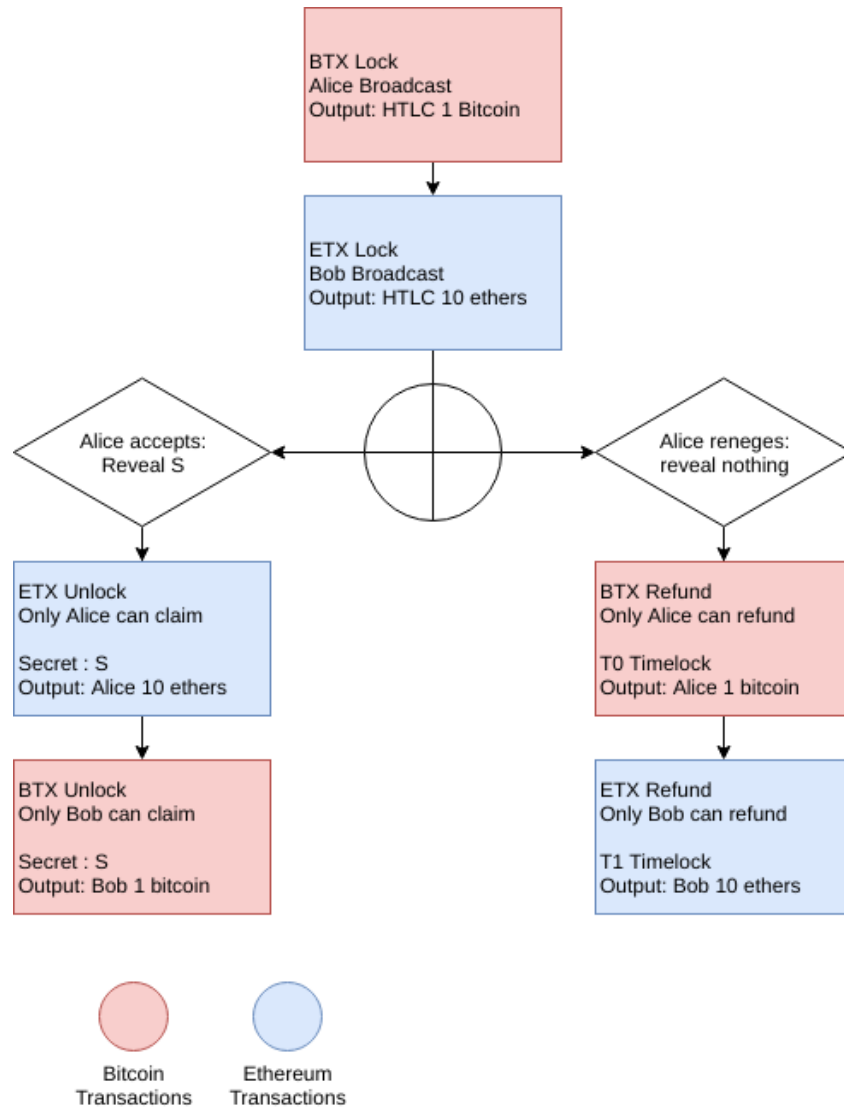 BTX Lock
Alice Broadcast
Output: HTLC 1 Bitcoin
ETX Lock
Bob Broadcast
Output: HTLC 10 ethers
Alice accepts:
Reveal S
Alice reneges:
reveal nothing
ETX Unlock
Only Alice can claim
Secret : S
Output: Alice 10 ethers
BTX Refund
Only Alice can refund
T0 Timelock
Output: Alice 1 bitcoin
BTX Unlock
Only Bob can claim
Secret : S
Output: Bob 1 bitcoin
ETX Refund
Only Bob can refund
T1 Timelock
Output: Bob 10 ethers
Bitcoin
Transactions
Ethereum
Transactions